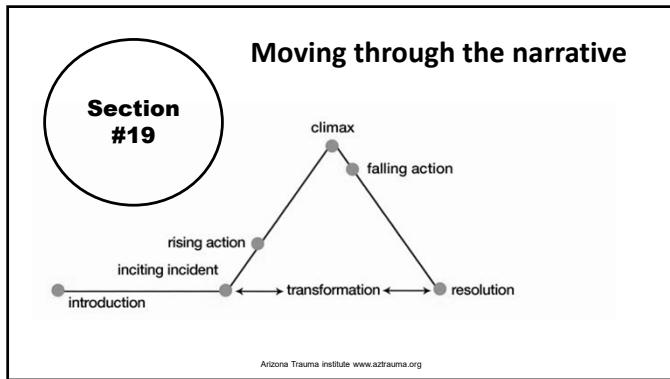 Moving through the narrative
Section
#19
climax
falling action
rising action
inciting incident
transformation
resolution
introduction
Arizona Trauma institute www.aztrauma.org